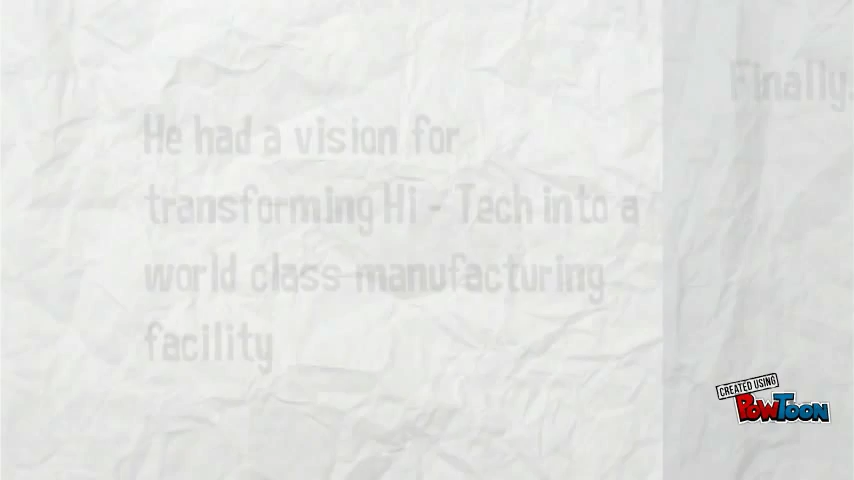 He had a vision for
transforming Hi - Tech into a
world class manufacturing
facility
Finally.
CREATED USING
POWTOON